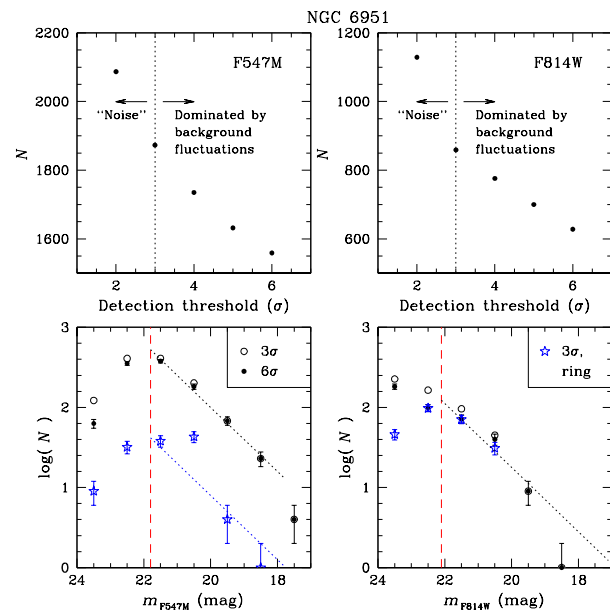 NGC 6951
F547M
"Noise"
Dominated by
background
fluctuations
N
2200
2000
1800
1600
2
4
6
Detection threshold (σ)
F814W
"Noise"
Dominated by
background
fluctuations
N
1200
1000
800
600
2
4
6
Detection threshold (σ)
3σ
6σ
log( N )
3
2
1
0
24
22
20
18
mF547M (mag)
3σ,
ring
log( N )
3
2
1
0
24
22
20
18
mF814W (mag)